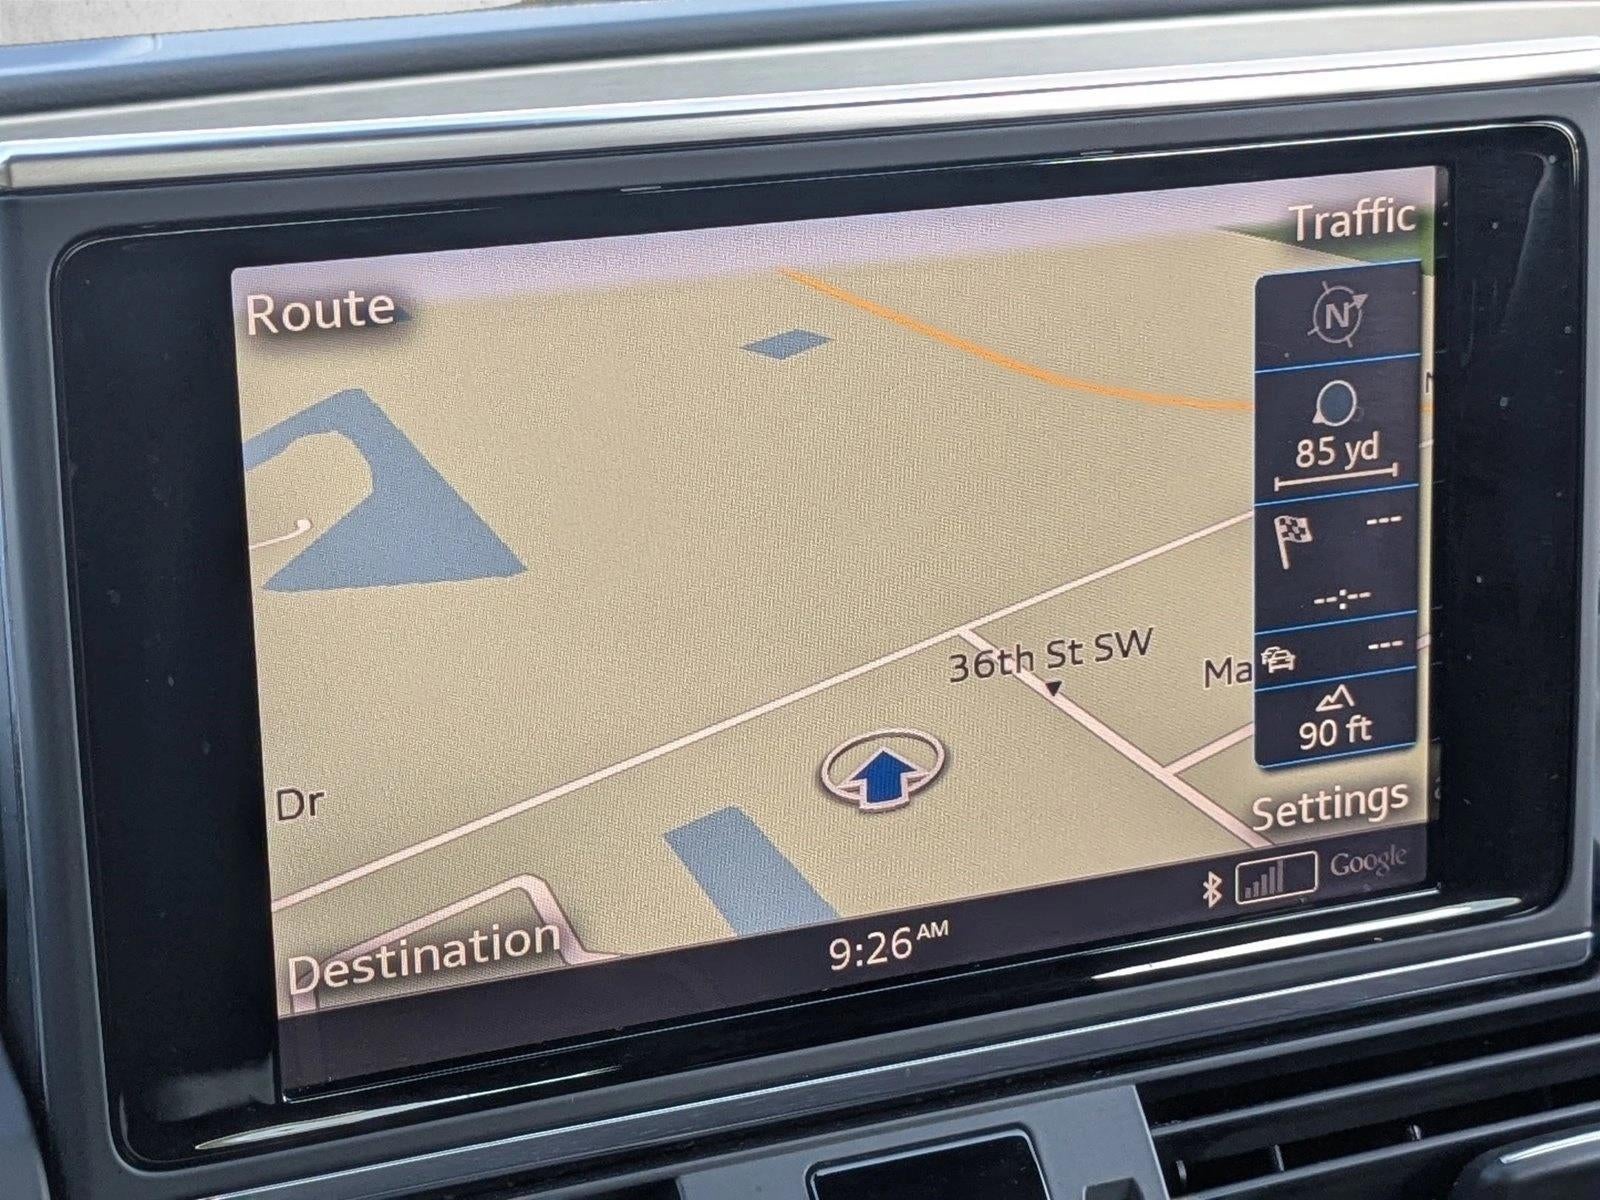 Traffic
Route
N
85 yd
---
--:--
36th St SW
Ma
---
90 ft
Dr
Settings
Destination
9:26 AM
Google